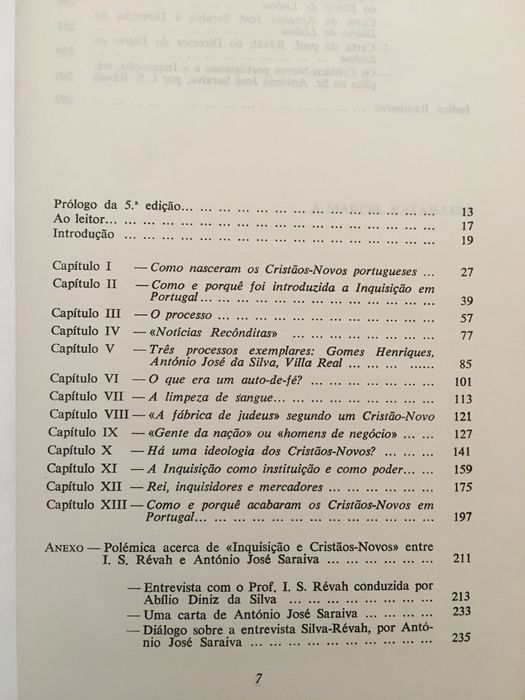 Prólogo da 5.ª edição... ... ... ... ... ... ... ... ... ... ... 13
Ao leitor... ... ... ... ... ... ... ... ... ... ... ... ... ... 17
Introdução ... ... ... ... ... ... ... ... ... ... ... ... ... 19
Capítulo I — Como nasceram os Cristãos-Novos portugueses ... 27
Capítulo II — Como e porquê foi introduzida a Inquisição em
Portugal... ... ... ... ... ... ... ... ... ... 39
Capítulo III — O processo ... ... ... ... ... ... ... ... ... 57
Capítulo IV — «Notícias Recônditas» ... ... ... ... ... ... 77
Capítulo V — Três processos exemplares: Gomes Henriques,
António José da Silva, Villa Real ... ... ... ...... 85
Capítulo VI — O que era um auto-de-fé? ... ... ... ... ... 101
Capítulo VII — A limpeza de sangue... ... ... ... ... ... ... 113
Capítulo VIII — «A fábrica de judeus» segundo um Cristão-Novo 121
Capítulo IX — «Gente da nação» ou «homens de negócio» ... ... 127
Capítulo X — Há uma ideologia dos Cristãos-Novos? ... ... ... 141
Capítulo XI — A Inquisição como instituição e como poder... ... 159
Capítulo XII — Rei, inquisidores e mercadores ... ... ... ... 175
Capítulo XIII — Como e porquê acabaram os Cristãos-Novos em
Portugal... ... ... ... ... ... ... ... ... ... 197
ANEXO — Polémica acerca de «Inquisição e Cristãos-Novos» entre
I. S. Révah e António José Saraiva ... ... ... ... ... 211
— Entrevista com o Prof. I. S. Révah conduzida por
Abílio Diniz da Silva ... ... ... ... ... ... ... 213
— Uma carta de António José Saraiva ... ... ... ... 233
— Diálogo sobre a entrevista Silva-Révah, por Antó-
nio José Saraiva ... ... ... ... ... ... ... ... ... 235
7